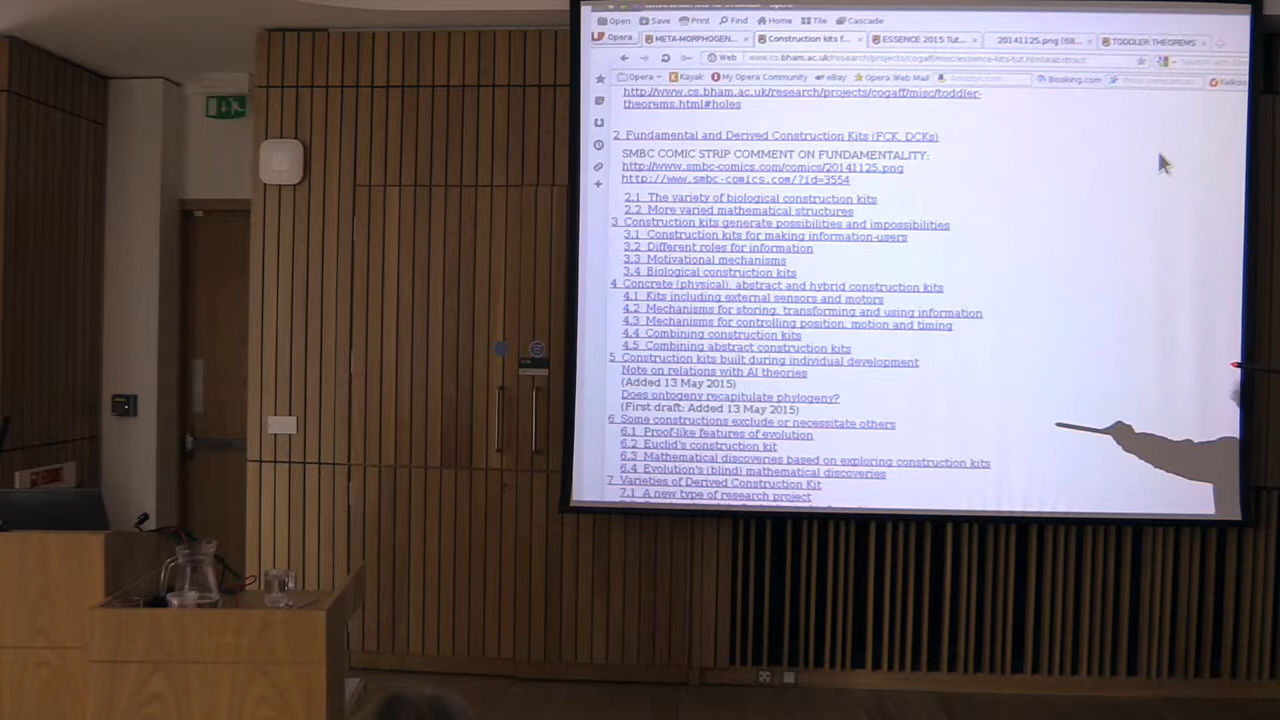 Open Save Print Find Home Tile Cascade
Opera META-MORPHOGEN... Construction kits f... ESSENCE 2015 Tut... 20141125.png (68... TODDLER THEOREMS
Web www.cs.bham.ac.uk/research/projects/cogaff/misc/essence-kits-tut.html#abstract
Opera Kayak My Opera Community eBay Opera Web Mail Amazon.com Booking.com
http://www.cs.bham.ac.uk/research/projects/cogaff/misc/toddler-
theorems.html#holes
2 Fundamental and Derived Construction Kits (FCK, DCKs)
SMBC COMIC STRIP COMMENT ON FUNDAMENTALITY:
http://www.smbc-comics.com/comics/20141125.png
http://www.smbc-comics.com/?id=3554
2.1 The variety of biological construction kits
2.2 More varied mathematical structures
3 Construction kits generate possibilities and impossibilities
3.1 Construction kits for making information-users
3.2 Different roles for information
3.3 Motivational mechanisms
3.4 Biological construction kits
4 Concrete (physical), abstract and hybrid construction kits
4.1 Kits including external sensors and motors
4.2 Mechanisms for storing, transforming and using information
4.3 Mechanisms for controlling position, motion and timing
4.4 Combining construction kits
4.5 Combining abstract construction kits
5 Construction kits built during individual development
Note on relations with AI theories
(Added 13 May 2015)
Does ontogeny recapitulate phylogeny?
(First draft: Added 13 May 2015)
6 Some constructions exclude or necessitate others
6.1 Proof-like features of evolution
6.2 Euclid's construction kit
6.3 Mathematical discoveries based on exploring construction kits
6.4 Evolution's (blind) mathematical discoveries
7 Varieties of Derived Construction Kit
7.1 A new type of research project